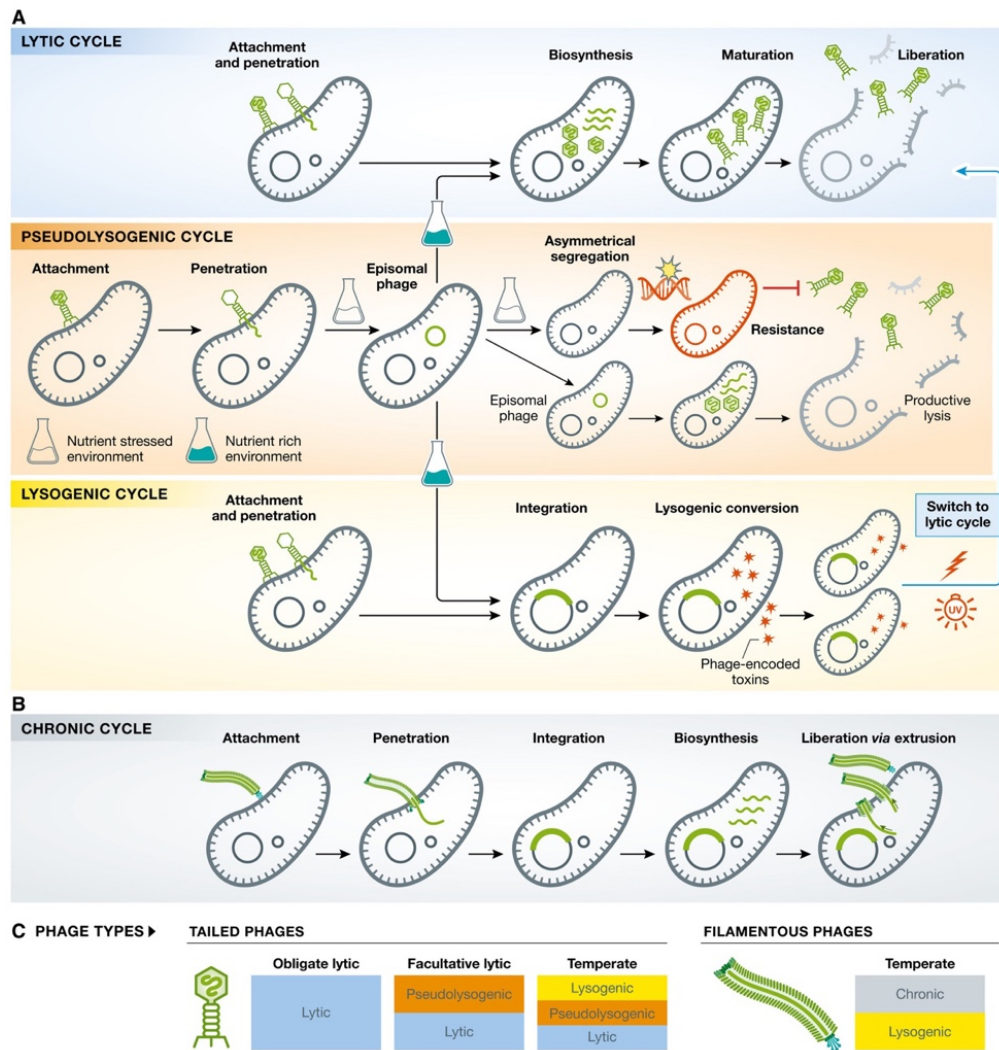 A
LYTIC CYCLE
Attachment
and penetration
Biosynthesis
Maturation
Liberation
PSEUDOLYSOGENIC CYCLE
Attachment
Penetration
Episomal
phage
Asymmetrical
segregation
Resistance
Episomal
phage
Productive
lysis
Nutrient stressed
environment
Nutrient rich
environment
LYSOGENIC CYCLE
Attachment
and penetration
Integration
Lysogenic conversion
Switch to
lytic cycle
UV
Phage-encoded
toxins
B
CHRONIC CYCLE
Attachment
Penetration
Integration
Biosynthesis
Liberation via extrusion
C PHAGE TYPES
TAILED PHAGES
FILAMENTOUS PHAGES
Obligate lytic
Facultative lytic
Temperate
Temperate
Lytic
Pseudolysogenic
Lytic
Lysogenic
Pseudolysogenic
Lytic
Chronic
Lysogenic